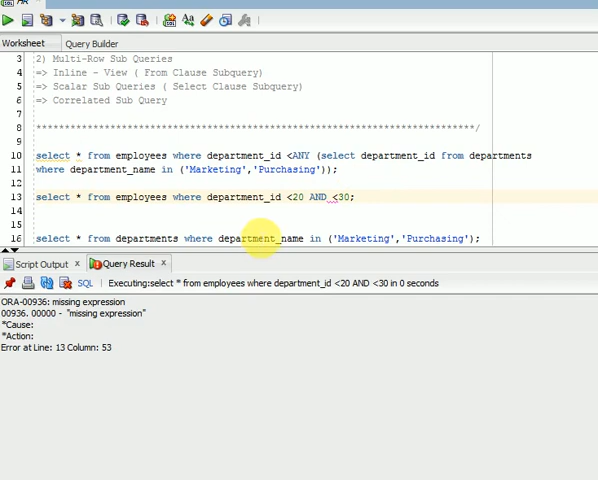 HR
Worksheet Query Builder
3 2) Multi-Row Sub Queries
4 => Inline - View ( From Clause Subquery)
5 => Scalar Sub Queries ( Select Clause Subquery)
6 => Correlated Sub Query
7
8 *****************************************************************************/
9
10 select * from employees where department_id <ANY (select department_id from departments
11 where department_name in ('Marketing','Purchasing'));
12
13 select * from employees where department_id <20 AND <30;
14
15
16 select * from departments where department_name in ('Marketing','Purchasing');
Script Output × Query Result ×
SQL | Executing:select * from employees where department_id <20 AND <30 in 0 seconds
ORA-00936: missing expression
00936. 00000 - "missing expression"
*Cause:
*Action:
Error at Line: 13 Column: 53